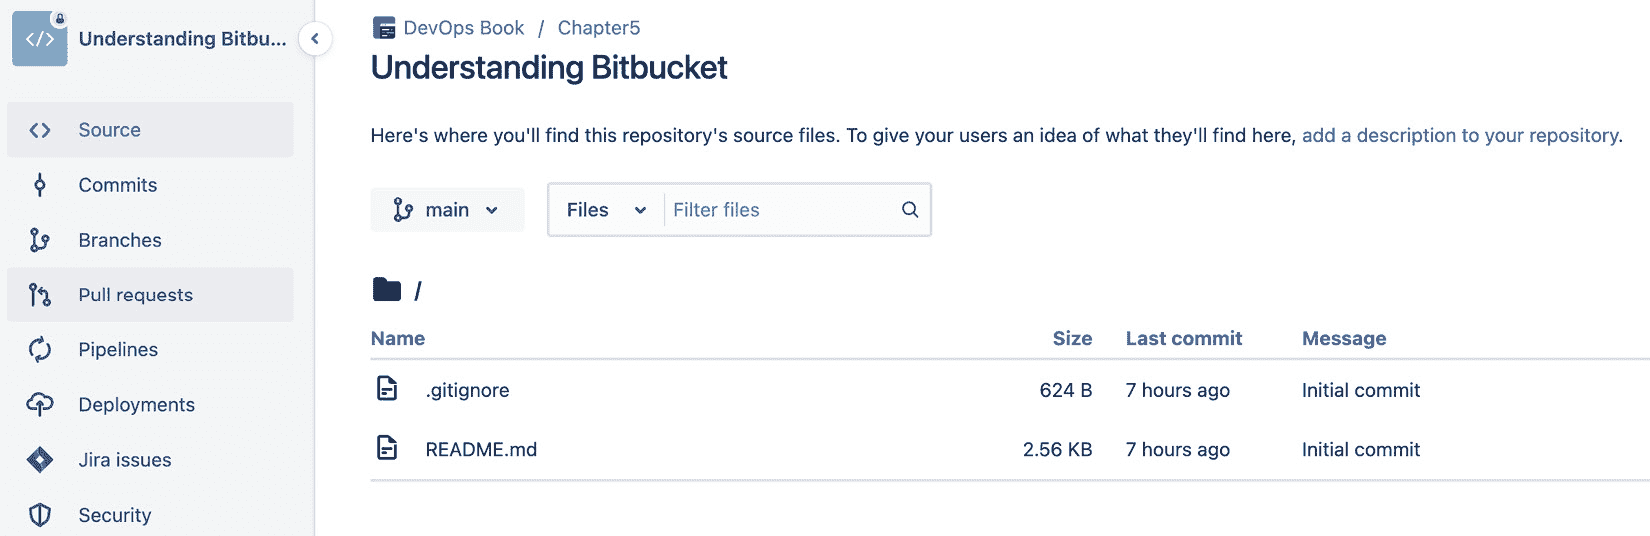 Understanding Bitbu...
Source
Commits
Branches
Pull requests
Pipelines
Deployments
Jira issues
Security
DevOps Book / Chapter5
Understanding Bitbucket
Here's where you'll find this repository's source files. To give your users an idea of what they'll find here, add a description to your repository.
main Files Filter files
/
Name Size Last commit Message
.gitignore 624 B 7 hours ago Initial commit
README.md 2.56 KB 7 hours ago Initial commit